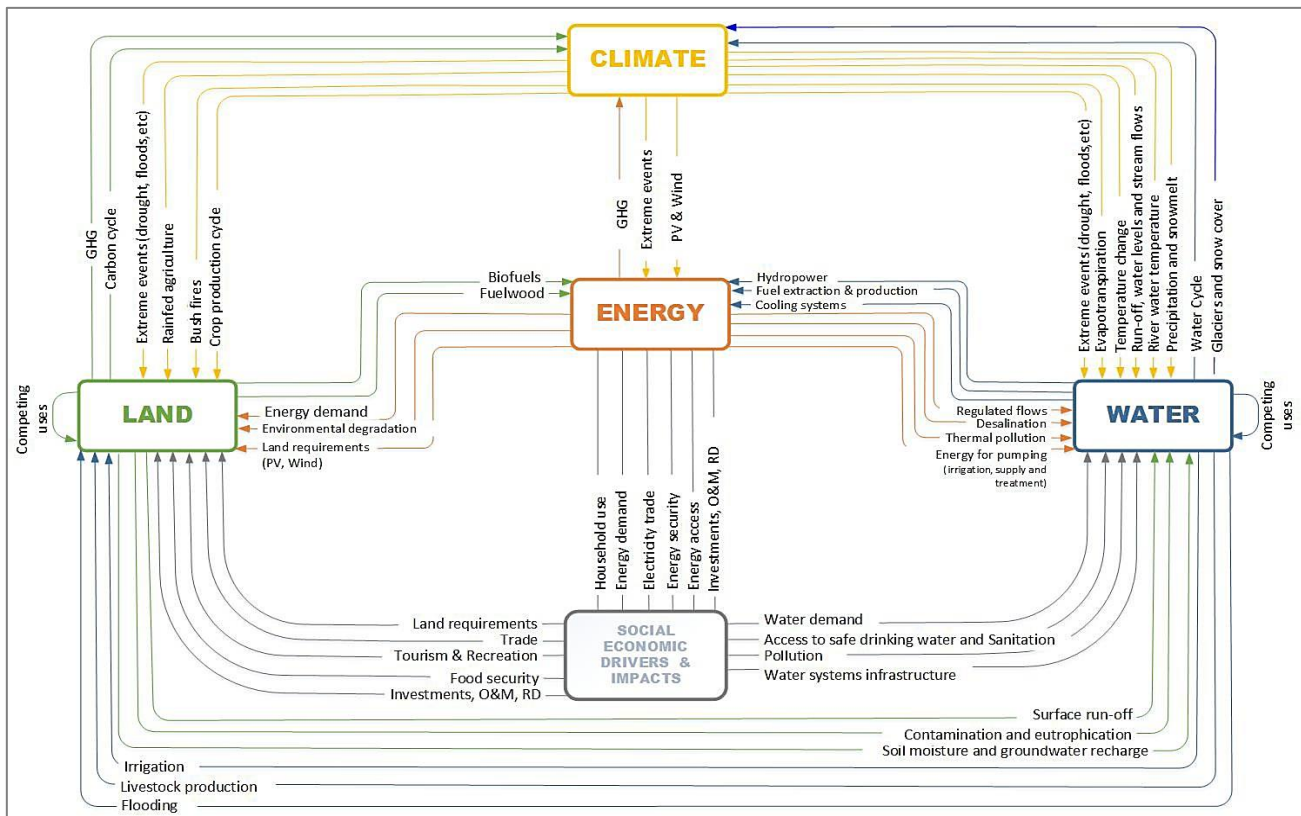 CLIMATE
GHG
Carbon cycle
Extreme events (drought, floods,etc)
Rainfed agriculture
Bush fires
Crop production cycle
GHG
Extreme events
PV & Wind
Extreme events (drought, floods,etc)
Evapotranspiration
Temperature change
Run-off, water levels and stream flows
River water temperature
Precipitation and snowmelt
Water Cycle
Glaciers and snow cover
Biofuels
Fuelwood
ENERGY
Hydropower
Fuel extraction & production
Cooling systems
Competing
uses
LAND
Energy demand
Environmental degradation
Land requirements
(PV, Wind)
Regulated flows
Desalination
Thermal pollution
Energy for pumping
(irrigation, supply and
treatment)
WATER
Competing
uses
Household use
Energy demand
Electricity trade
Energy security
Energy access
Investments, O&M, RD
Land requirements
Trade
Tourism & Recreation
Food security
Investments, O&M, RD
SOCIAL
ECONOMIC
DRIVERS &
IMPACTS
Water demand
Access to safe drinking water and Sanitation
Pollution
Water systems infrastructure
Surface run-off
Contamination and eutrophication
Soil moisture and groundwater recharge
Irrigation
Livestock production
Flooding